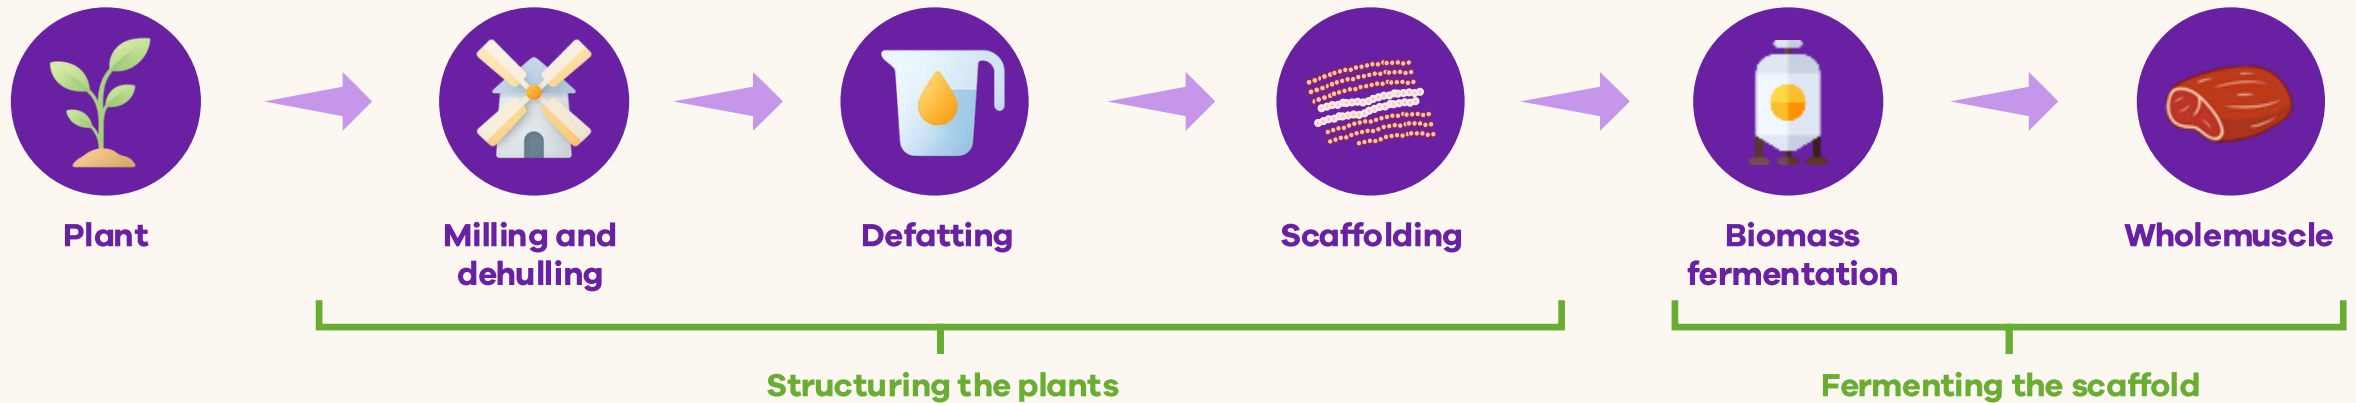 Plant
Milling and
dehulling
Defatting
Scaffolding
Biomass
fermentation
Wholemuscle
Structuring the plants
Fermenting the scaffold